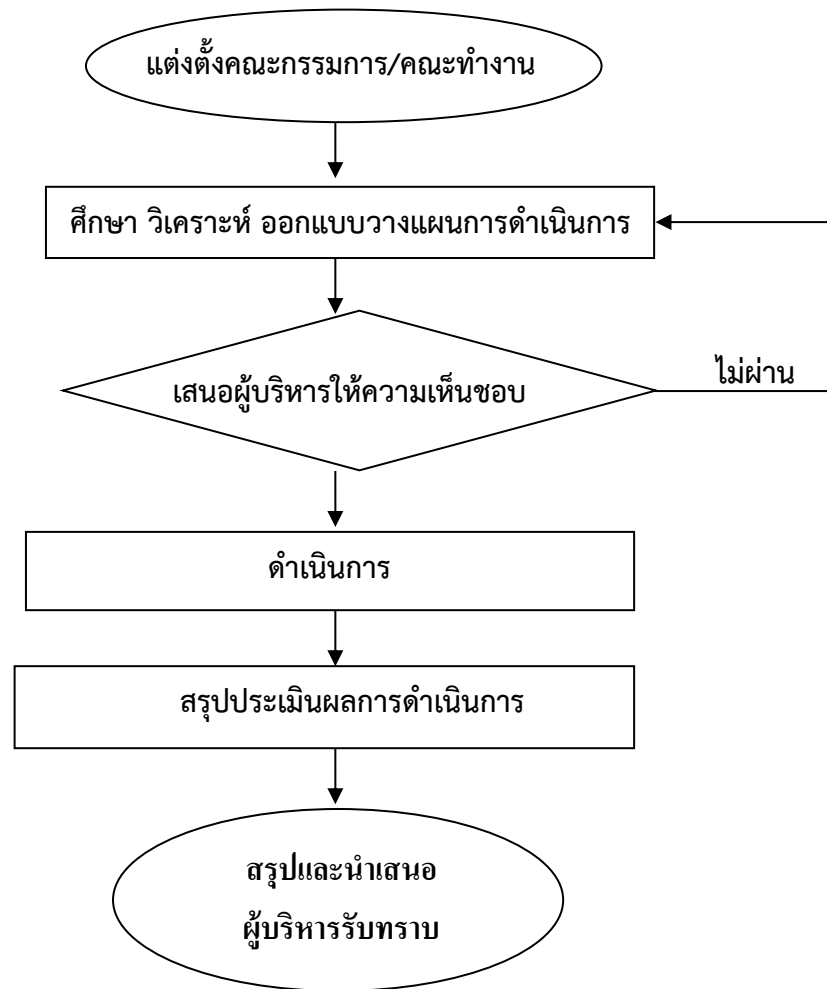 แต่งตั้งคณะกรรมการ/คณะทำงาน
ศึกษา วิเคราะห์ ออกแบบวางแผนการดำเนินการ
เสนอผู้บริหารให้ความเห็นชอบ
ไม่ผ่าน
ดำเนินการ
สรุปประเมินผลการดำเนินการ
สรุปและนำเสนอ
ผู้บริหารรับทราบ